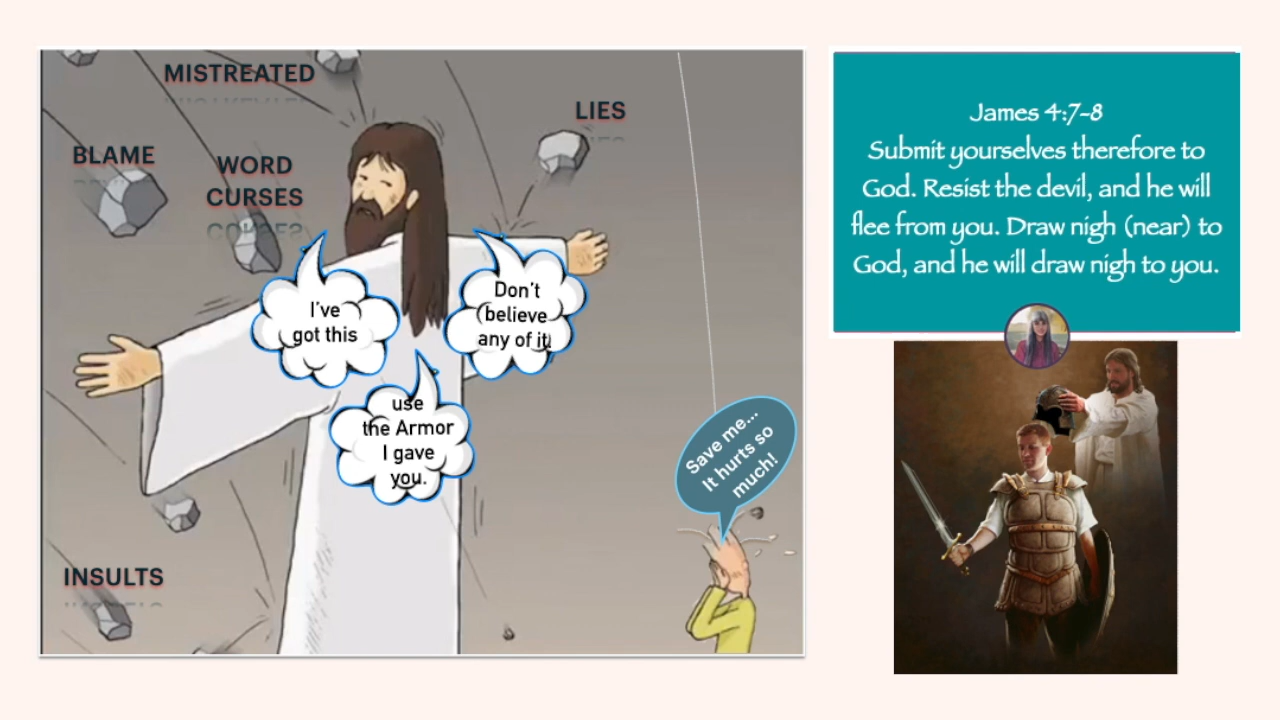 MISTREATED
LIES
BLAME
WORD
CURSES
I've
got this
Don't
believe
any of it!
use
the Armor
I gave
you.
Save me...
It hurts so
much!
INSULTS
James 4:7-8
Submit yourselves therefore to
God. Resist the devil, and he will
flee from you. Draw nigh (near) to
God, and he will draw nigh to you.